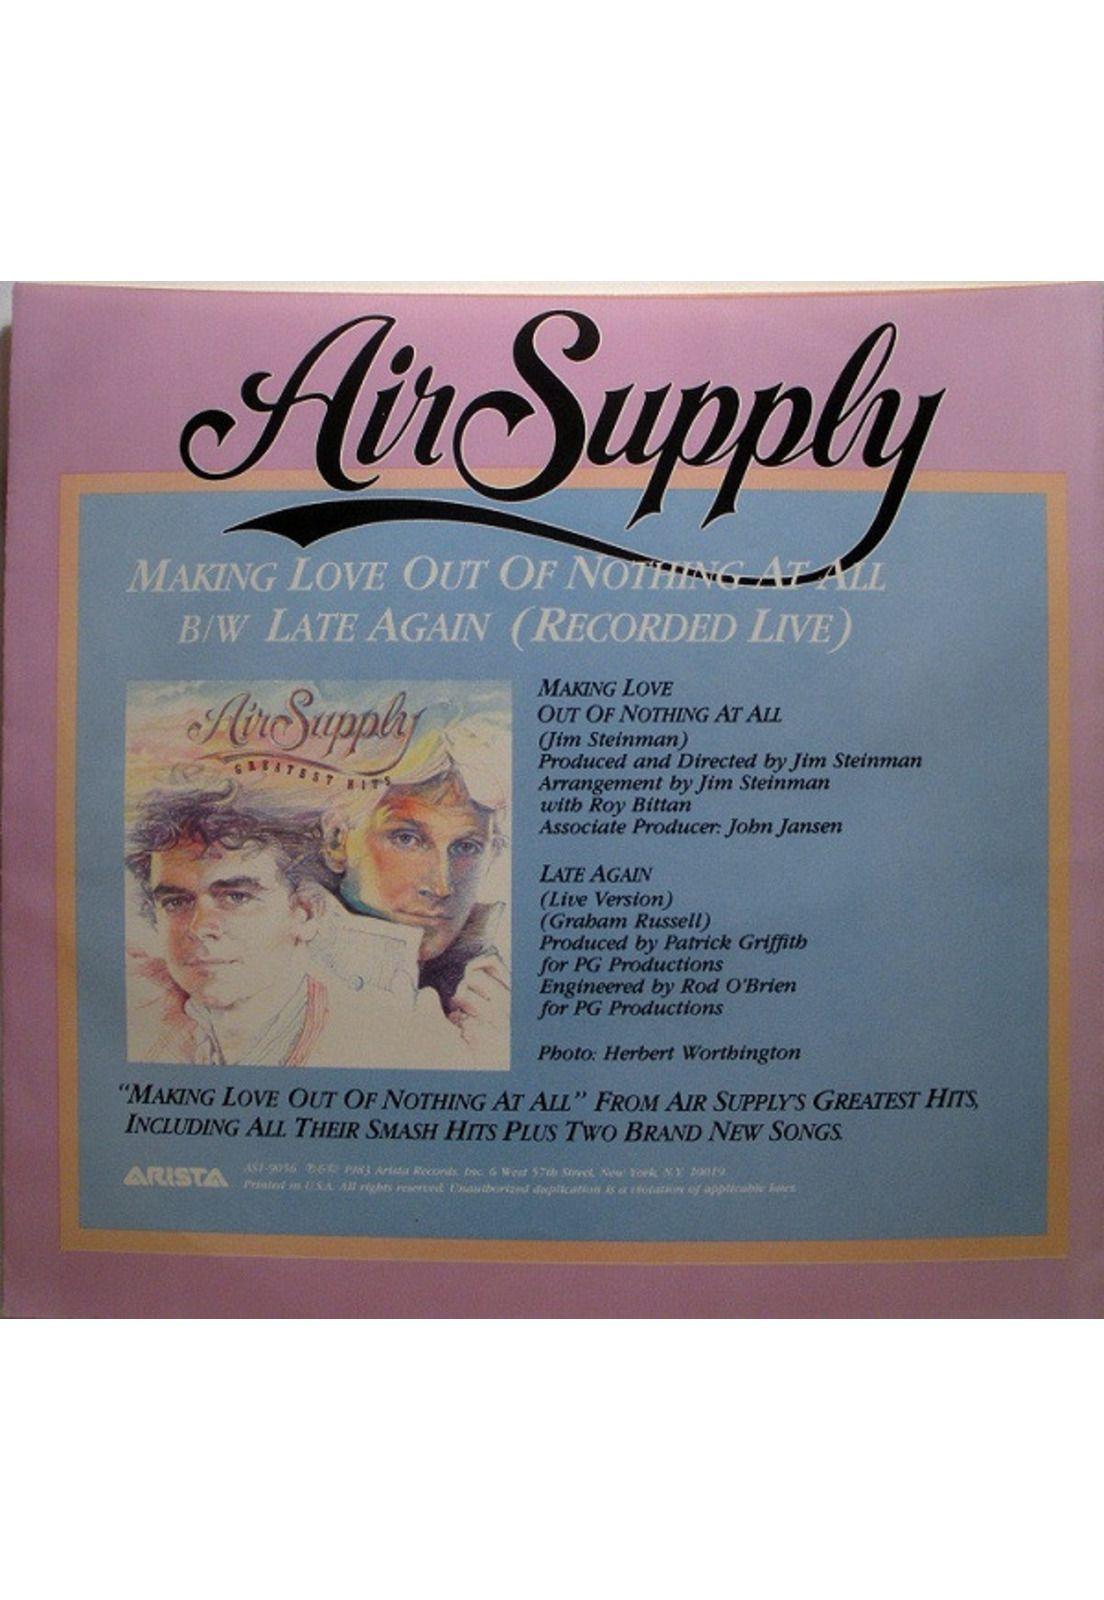 Air Supply
MAKING LOVE OUT OF NOTHING AT ALL
B/W LATE AGAIN (RECORDED LIVE)
Air Supply
GREATEST HITS
MAKING LOVE
OUT OF NOTHING AT ALL
(Jim Steinman)
Produced and Directed by Jim Steinman
Arrangement by Jim Steinman
with Roy Bittan
Associate Producer: John Jansen
LATE AGAIN
(Live Version)
(Graham Russell)
Produced by Patrick Griffith
for PG Productions
Engineered by Rod O'Brien
for PG Productions
Photo: Herbert Worthington
"MAKING LOVE OUT OF NOTHING AT ALL" FROM AIR SUPPLY'S GREATEST HITS,
INCLUDING ALL THEIR SMASH HITS PLUS TWO BRAND NEW SONGS.
ARISTA
AS1-9056 ℗&© 1983 Arista Records, Inc. 6 West 57th Street, New York, N.Y. 10019.
Printed in U.S.A. All rights reserved. Unauthorized duplication is a violation of applicable laws.